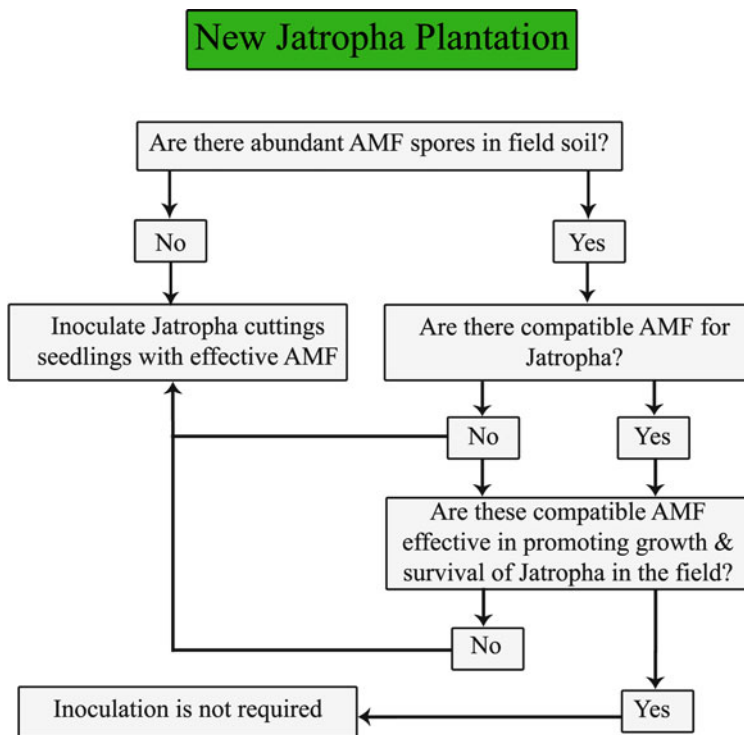 New Jatropha Plantation
Are there abundant AMF spores in field soil?
No
Yes
Inoculate Jatropha cuttings
seedlings with effective AMF
Are there compatible AMF for
Jatropha?
No
Yes
Are these compatible AMF
effective in promoting growth &
survival of Jatropha in the field?
No
Yes
Inoculation is not required